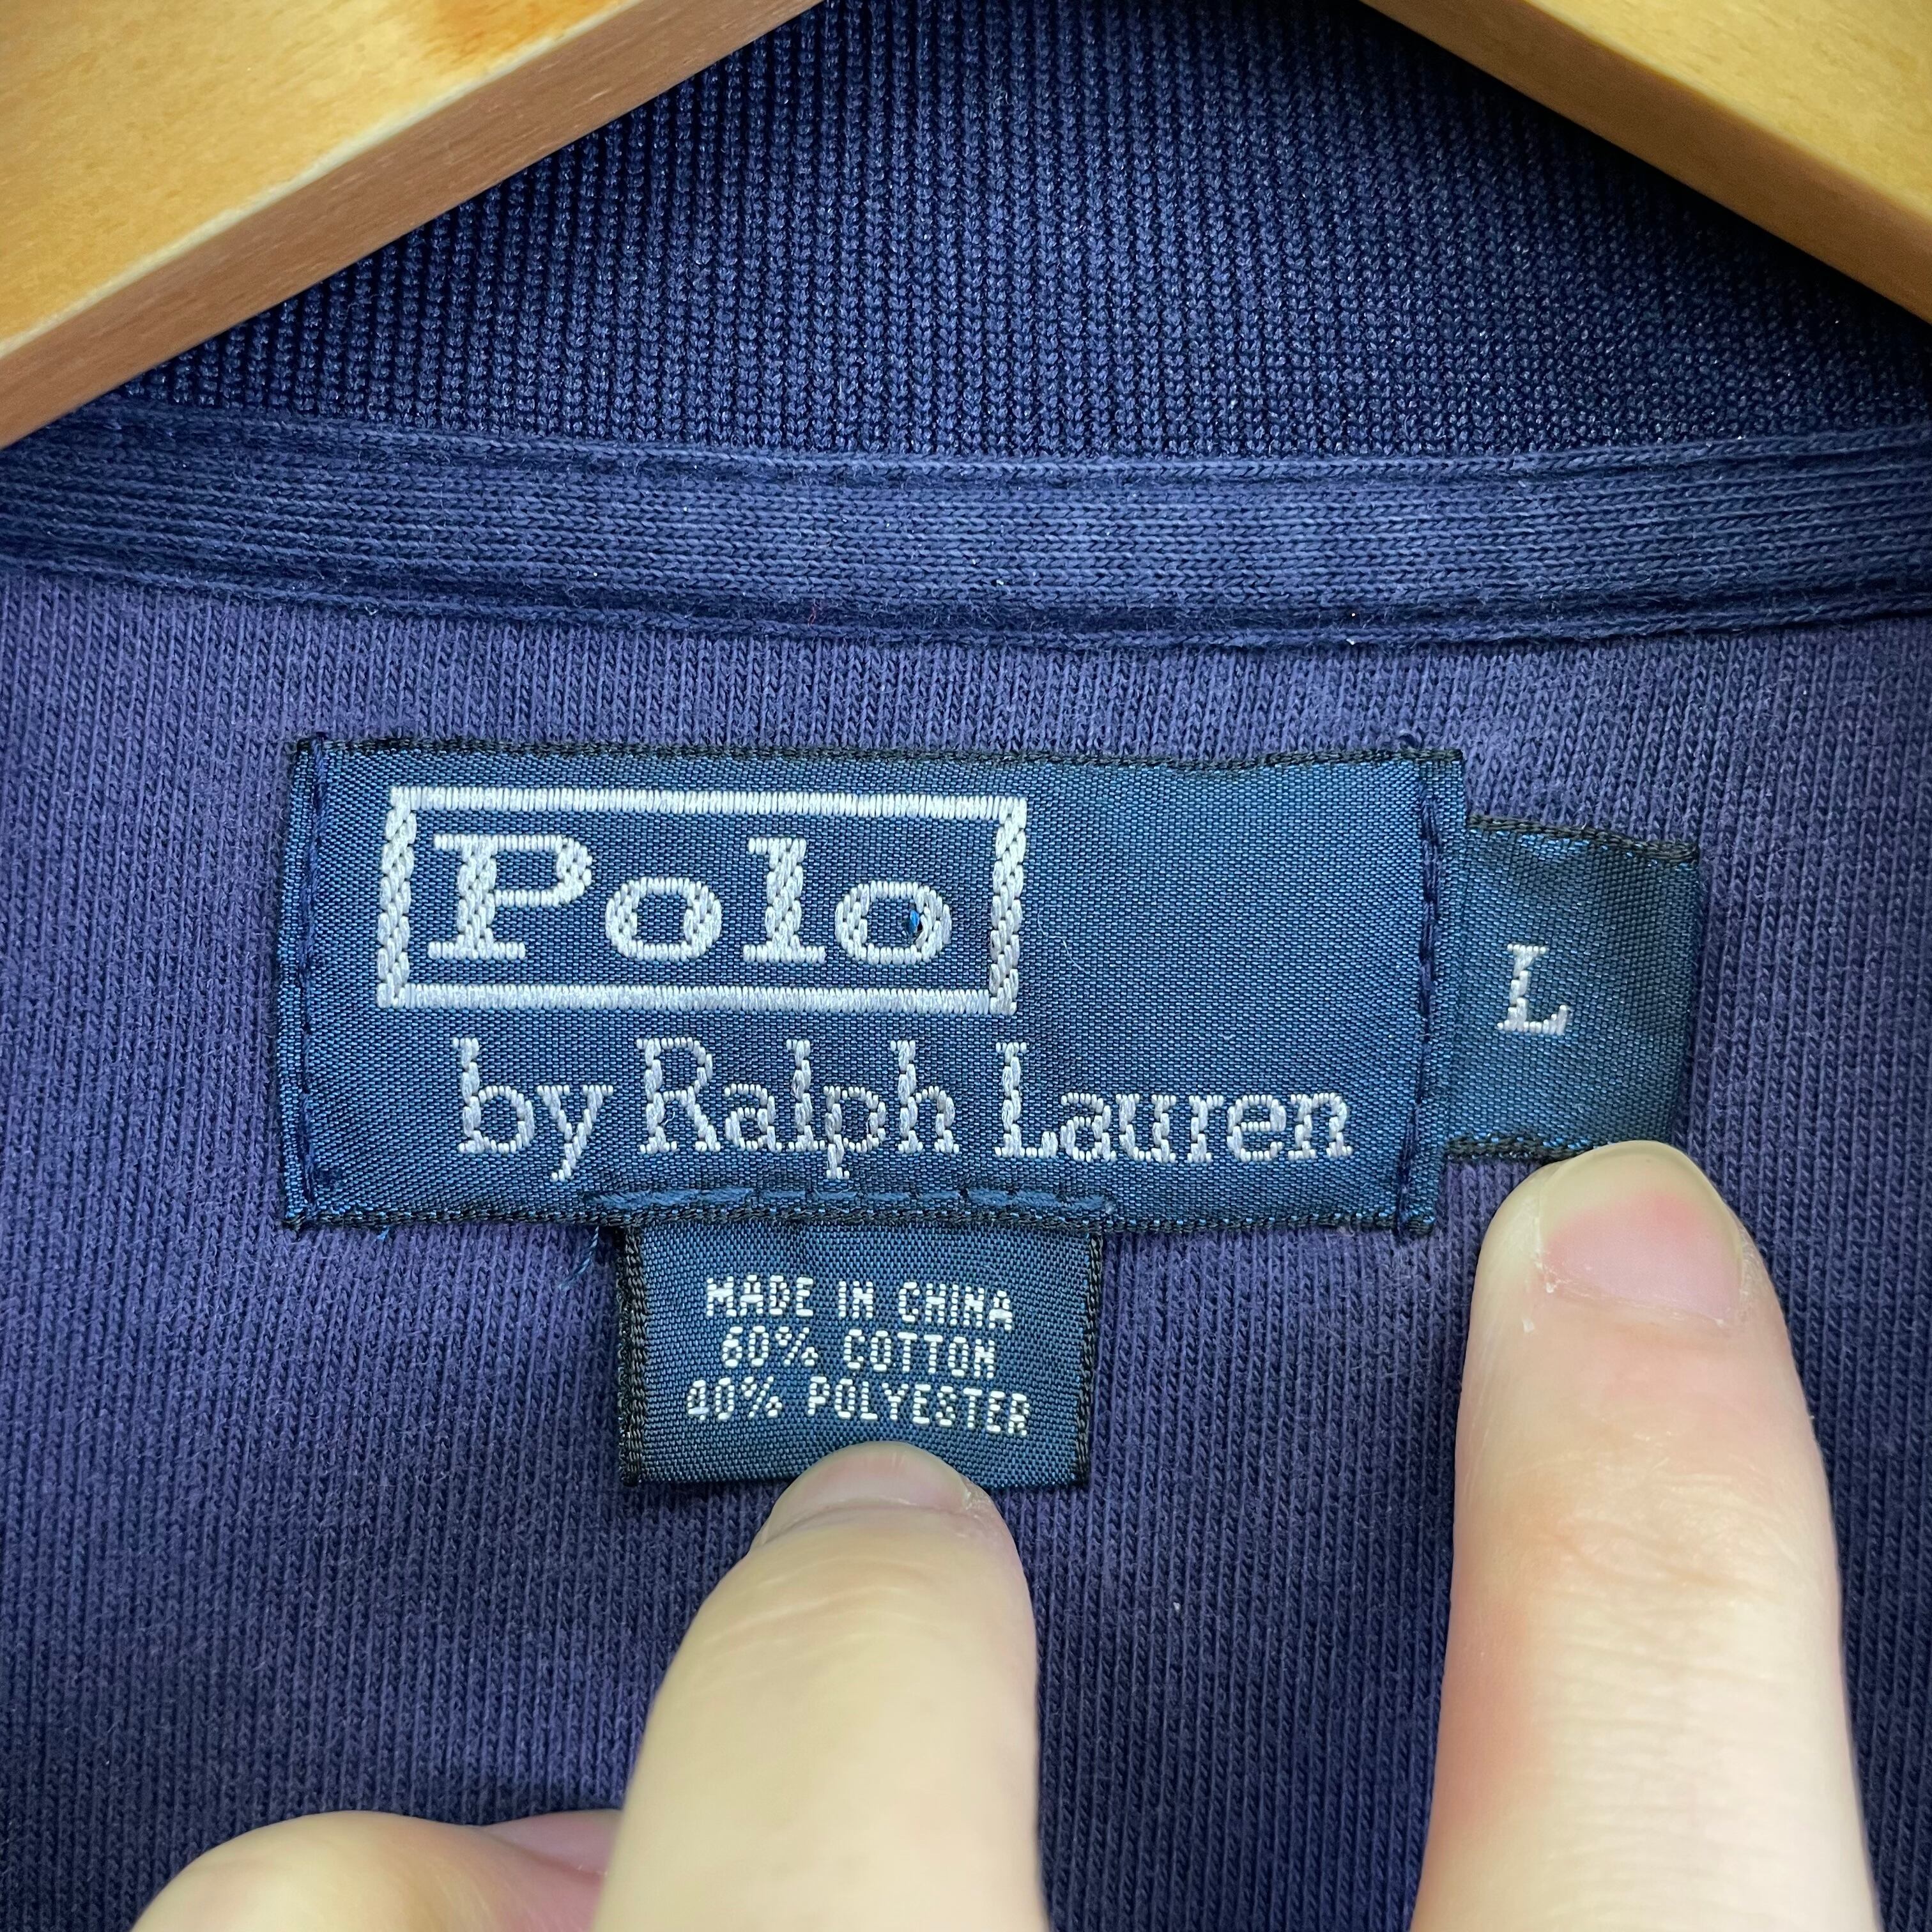 Polo
by Ralph Lauren
L
MADE IN CHINA
60% COTTON
40% POLYESTER